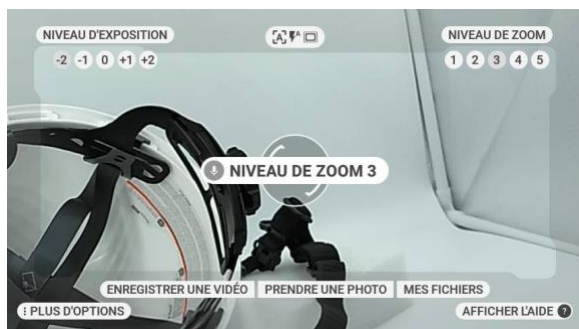 NIVEAU D'EXPOSITION
-2 -1 0 +1 +2
A A
NIVEAU DE ZOOM
1 2 3 4 5
NIVEAU DE ZOOM 3
ENREGISTRER UNE VIDÉO PRENDRE UNE PHOTO MES FICHIERS
PLUS D'OPTIONS
AFFICHER L'AIDE ?